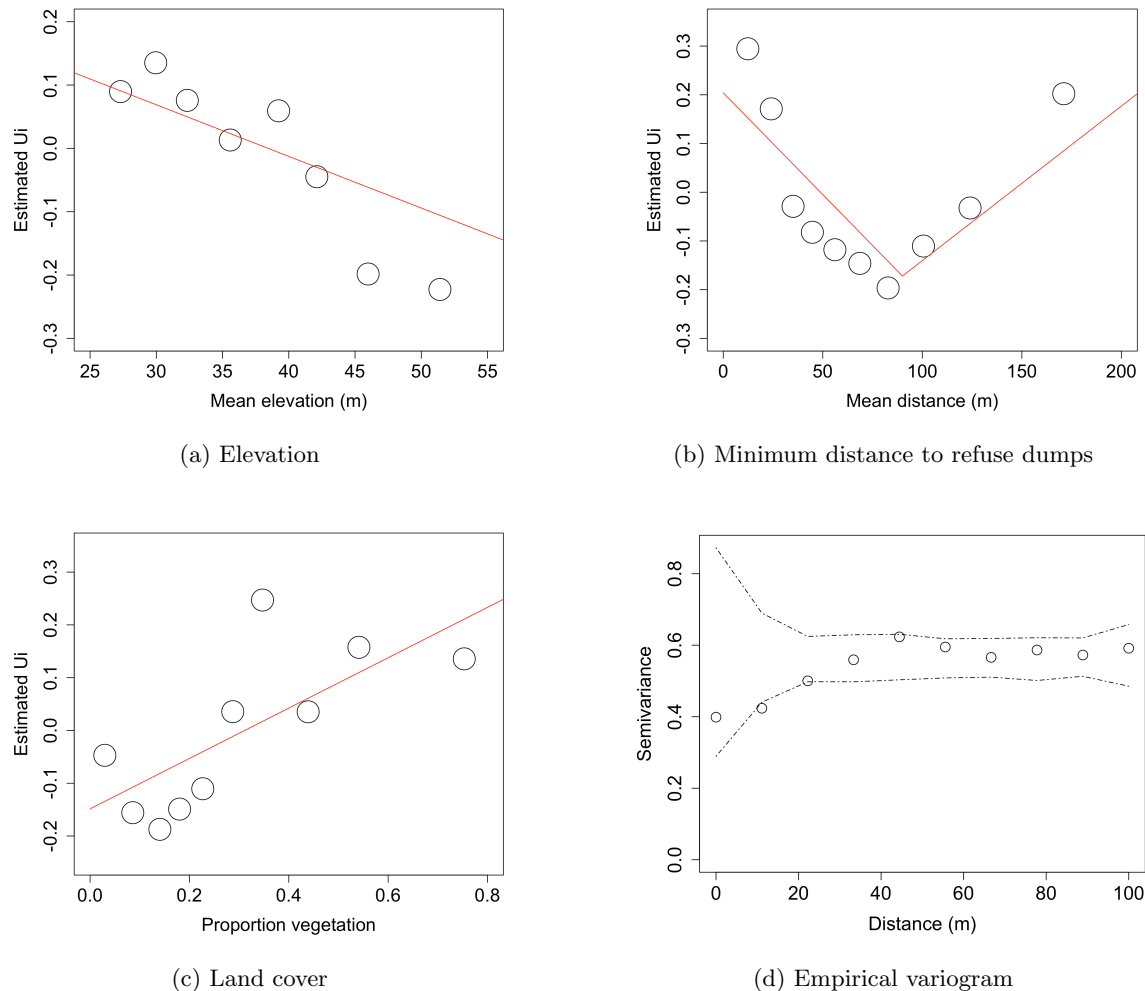 0.2
0.1
0.0
-0.1
-0.2
-0.3
Estimated Ui
25 30 35 40 45 50 55
Mean elevation (m)
(a) Elevation
0.3
0.2
0.1
0.0
-0.1
-0.2
-0.3
Estimated Ui
0 50 100 150 200
Mean distance (m)
(b) Minimum distance to refuse dumps
0.3
0.2
0.1
0.0
-0.1
-0.2
Estimated Ui
0.0 0.2 0.4 0.6 0.8
Proportion vegetation
(c) Land cover
0.8
0.6
0.4
0.2
0.0
Semivariance
0 20 40 60 80 100
Distance (m)
(d) Empirical variogram